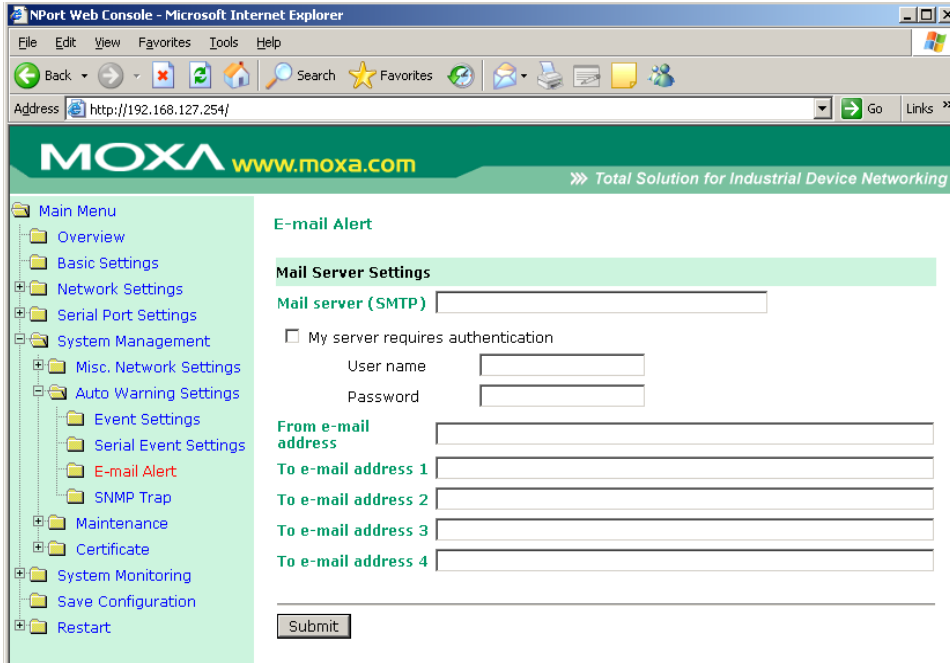 NPort Web Console - Microsoft Internet Explorer
File Edit View Favorites Tools Help
Back Search Favorites
Address http://192.168.127.254/ Go Links »
MOXA www.moxa.com
Total Solution for Industrial Device Networking
Main Menu
Overview
Basic Settings
Network Settings
Serial Port Settings
System Management
Misc. Network Settings
Auto Warning Settings
Event Settings
Serial Event Settings
E-mail Alert
SNMP Trap
Maintenance
Certificate
System Monitoring
Save Configuration
Restart
E-mail Alert
Mail Server Settings
Mail server (SMTP)
My server requires authentication
User name
Password
From e-mail
address
To e-mail address 1
To e-mail address 2
To e-mail address 3
To e-mail address 4
Submit